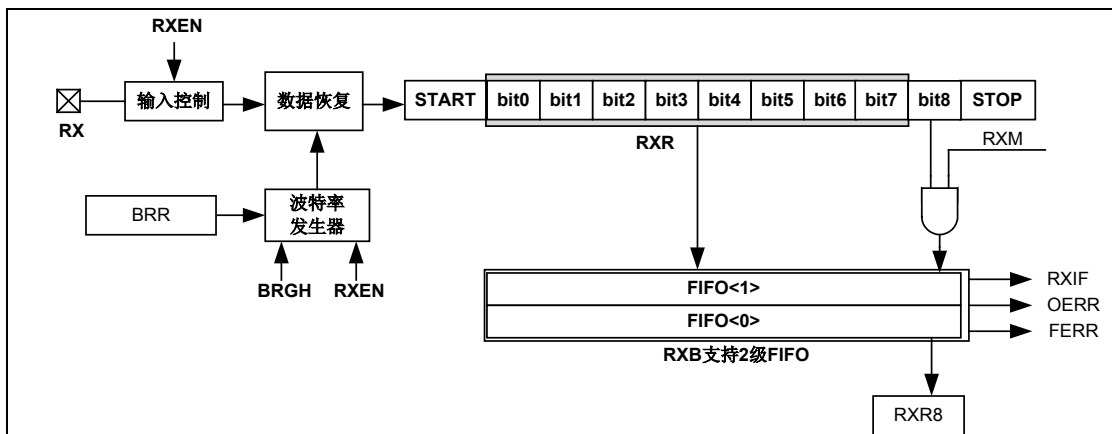 RXEN
RX
输入控制
数据恢复
START bit0 bit1 bit2 bit3 bit4 bit5 bit6 bit7 bit8 STOP
RXR
RXM
BRR
波特率
发生器
BRGH
RXEN
FIFO<1>
FIFO<0>
RXB支持2级FIFO
RXIF
OERR
FERR
RXR8